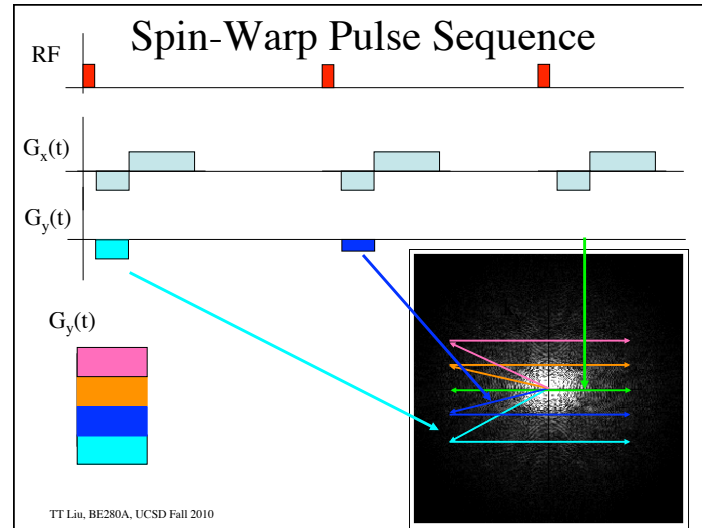 Spin-Warp Pulse Sequence
RF
Gx(t)
Gy(t)
Gy(t)
TT Liu, BE280A, UCSD Fall 2010